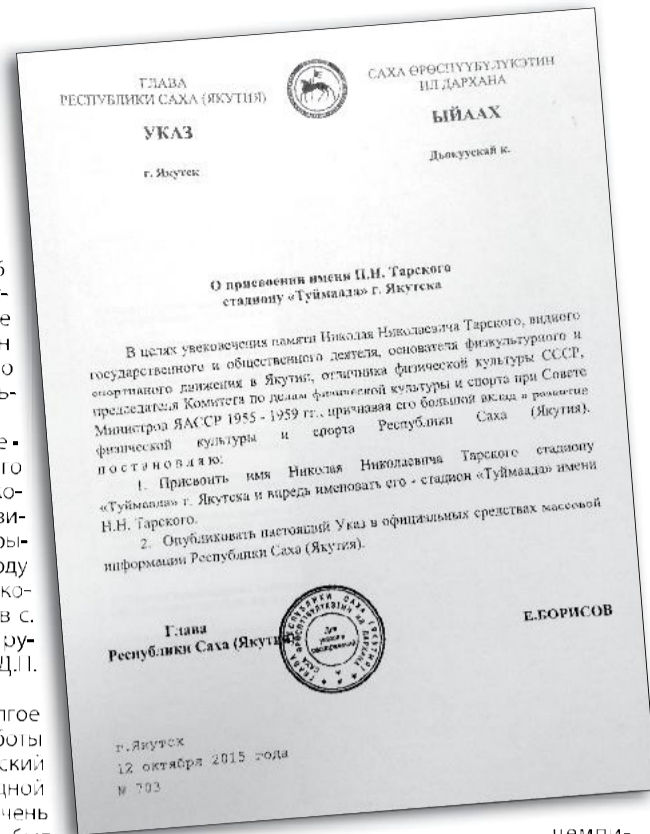 ГЛАВА
РЕСПУБЛИКИ САХА (ЯКУТИЯ)
УКАЗ
г. Якутск
САХА ӨРӨСПҮҮБҮЛҮКЭТИН
ИЛ ДАРХАНА
ЫЙААХ
Дьокуускай к.
О присвоении имени Н.Н. Тарского
стадиону «Туймаада» г. Якутска
В целях увековечения памяти Николая Николаевича Тарского, видного
государственного и общественного деятеля, основателя физкультурного и
спортивного движения в Якутии, отличника физической культуры СССР,
председателя Комитета по делам физической культуры и спорта при Совете
Министров ЯАССР 1955 - 1959 гг., признавая его большой вклад в развитие
физической культуры и спорта Республики Саха (Якутия),
постановляю:
1. Присвоить имя Николая Николаевича Тарского стадиону
«Туймаада» г. Якутска и впредь именовать его - стадион «Туймаада» имени
Н.Н. Тарского.
2. Опубликовать настоящий Указ в официальных средствах массовой
информации Республики Саха (Якутия).
Глава
Республики Саха (Якутия)
Е.БОРИСОВ
Для
указов и
распоряжений
г.Якутск
12 октября 2015 года
№ 703